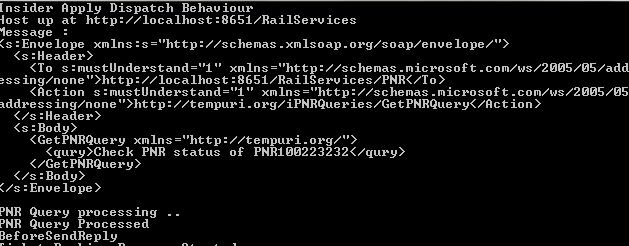 Insider Apply Dispatch Behaviour
Host up at http://localhost:8651/RailServices
Message :
<s:Envelope xmlns:s="http://schemas.xmlsoap.org/soap/envelope/">
  <s:Header>
    <To s:mustUnderstand="1" xmlns="http://schemas.microsoft.com/ws/2005/05/addr
essing/none">http://localhost:8651/RailServices/PNR</To>
    <Action s:mustUnderstand="1" xmlns="http://schemas.microsoft.com/ws/2005/05/
addressing/none">http://tempuri.org/iPNRQueries/GetPNRQuery</Action>
  </s:Header>
  <s:Body>
    <GetPNRQuery xmlns="http://tempuri.org/">
      <qury>Check PNR status of PNR100223232</qury>
    </GetPNRQuery>
  </s:Body>
</s:Envelope>
PNR Query processing ..
PNR Query Processed
BeforeSendReply